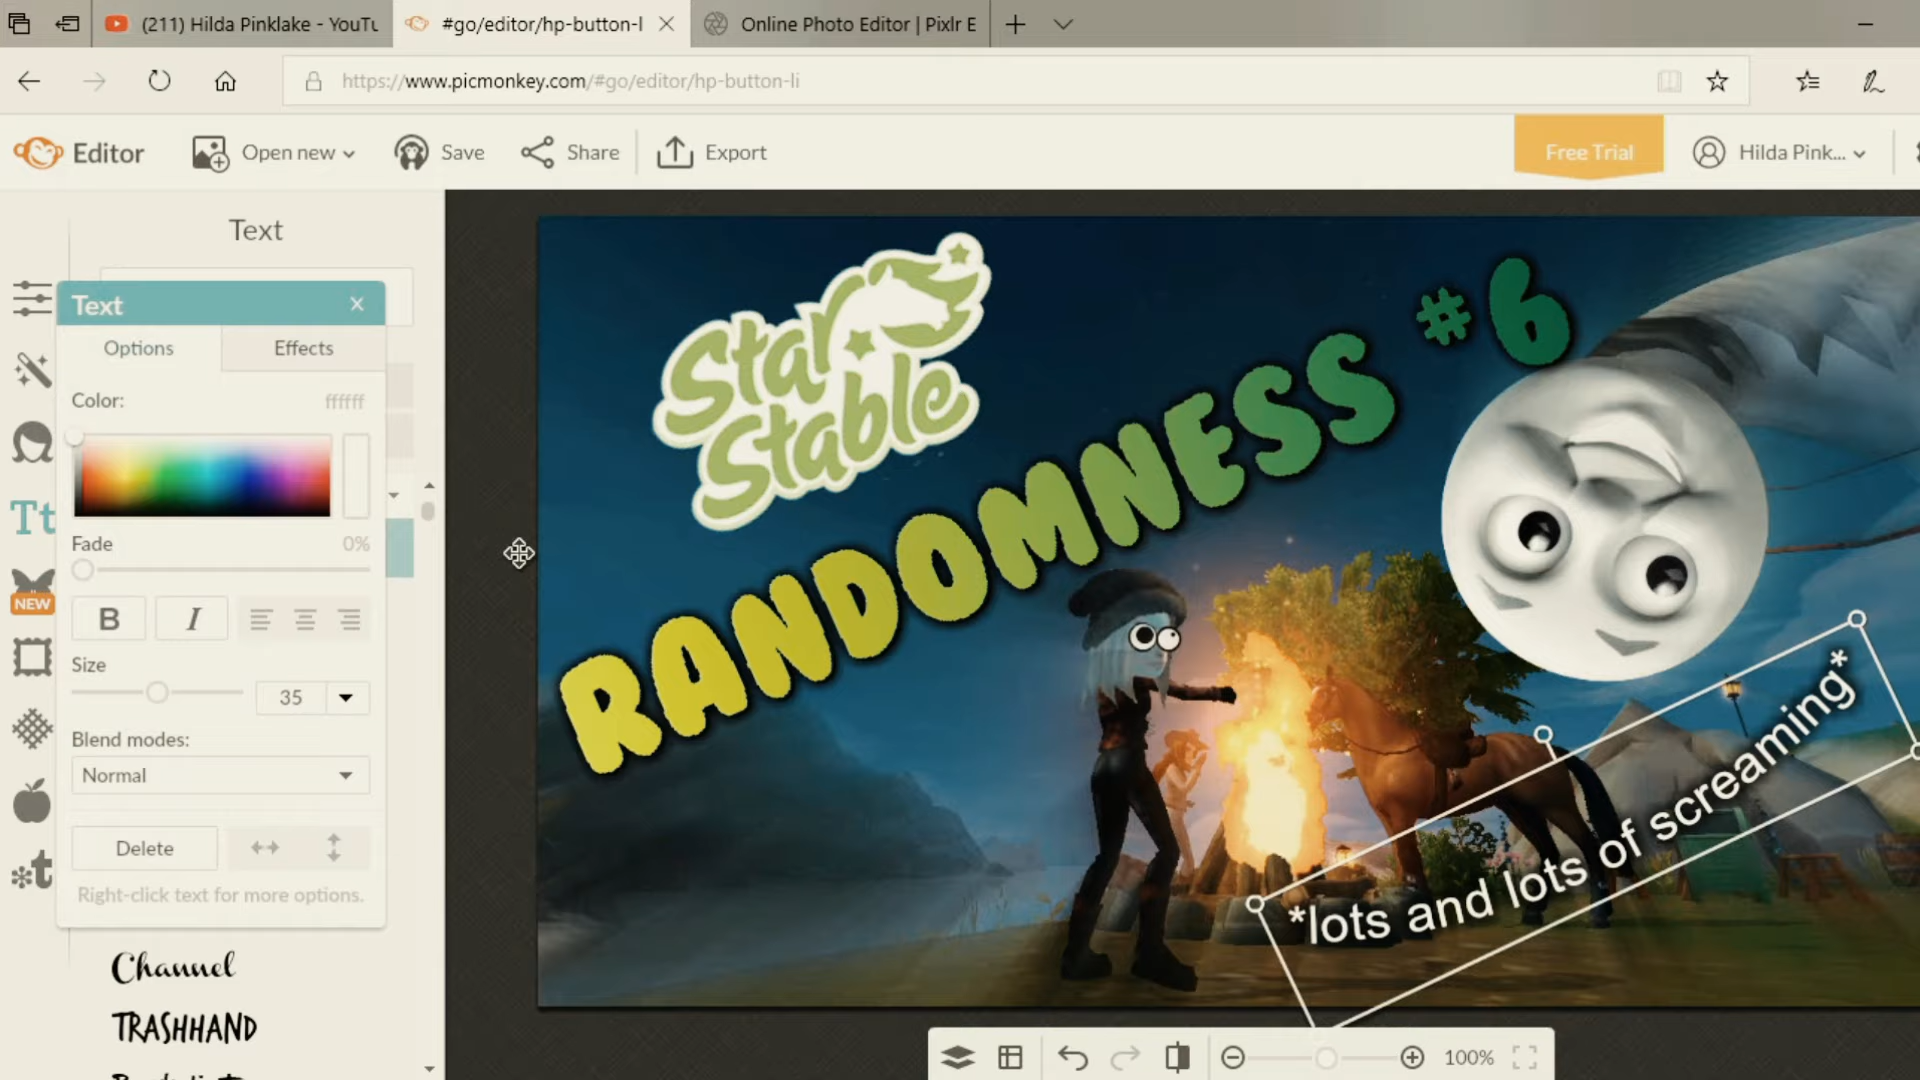 (211) Hilda Pinklake - YouTu
#go/editor/hp-button-l
Online Photo Editor | Pixlr E
https://www.picmonkey.com/#go/editor/hp-button-li
Editor
Open new
Save
Share
Export
Free Trial
Hilda Pink...
Text
Text
Options
Effects
Color:
ffffff
Fade
0%
B
I
Size
35
Blend modes:
Normal
Delete
Right-click text for more options.
Tt
NEW
*t
Channel
TRASHHAND
Star
Stable
RANDOMNESS #6
*lots and lots of screaming*
100%